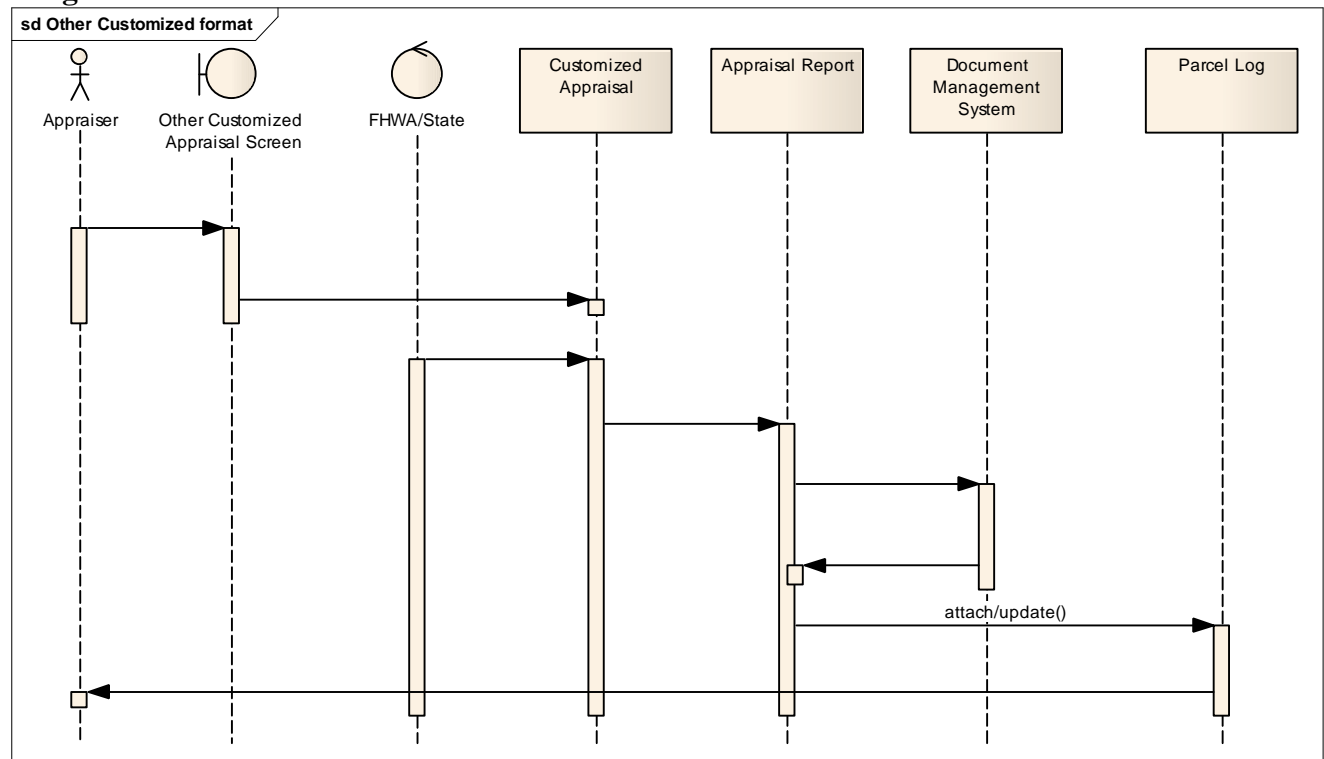 sd Other Customized format
Appraiser
Other Customized
Appraisal Screen
FHWA/State
Customized
Appraisal
Appraisal Report
Document
Management
System
Parcel Log
attach/update()